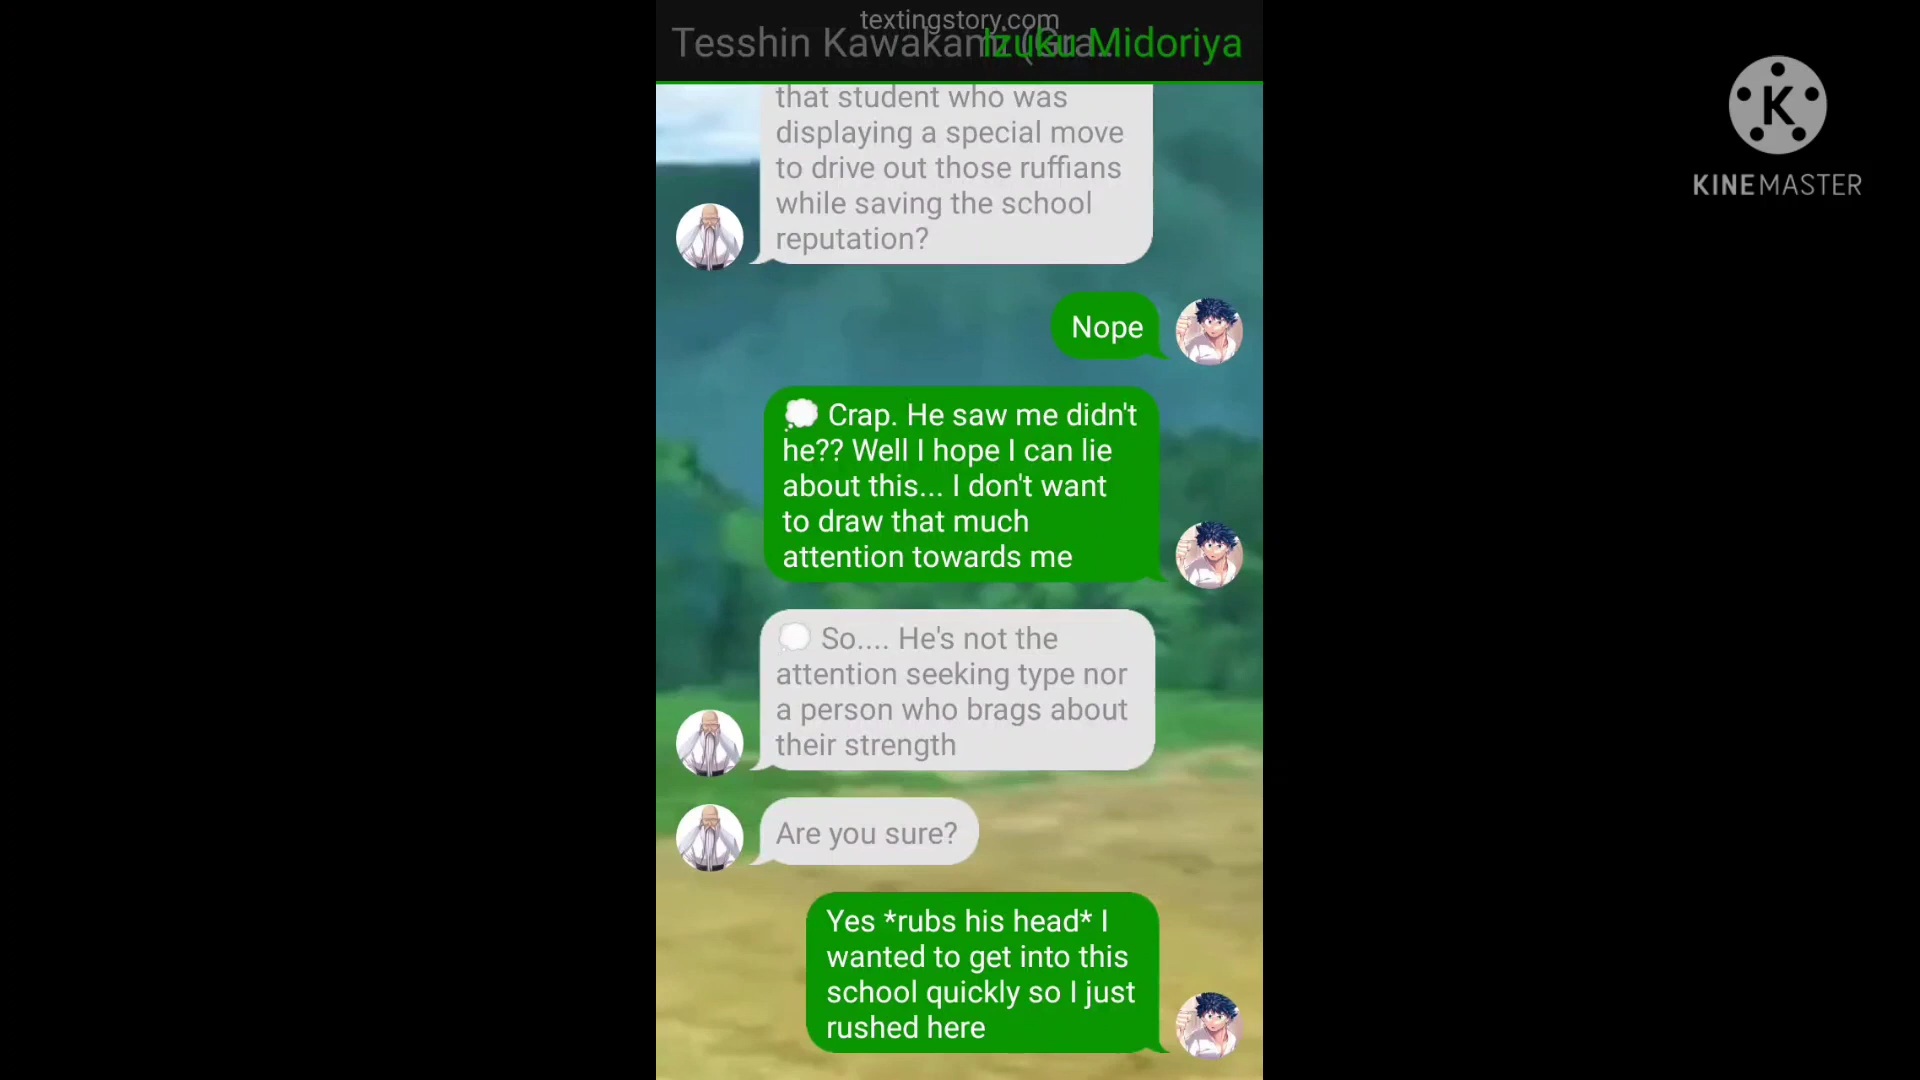 textingstory.com
Tesshin Kawakami (Gra...
Izuku Midoriya
K
KINEMASTER
that student who was
displaying a special move
to drive out those ruffians
while saving the school
reputation?
Nope
💭 Crap. He saw me didn't
he?? Well I hope I can lie
about this... I don't want
to draw that much
attention towards me
💭 So.... He's not the
attention seeking type nor
a person who brags about
their strength
Are you sure?
Yes *rubs his head* I
wanted to get into this
school quickly so I just
rushed here